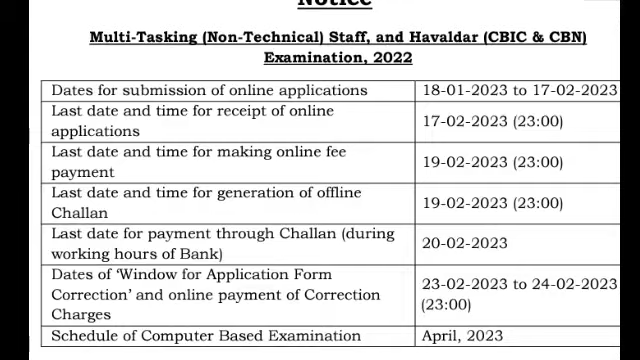 Notice
Multi-Tasking (Non-Technical) Staff, and Havaldar (CBIC & CBN)
Examination, 2022
Dates for submission of online applications
18-01-2023 to 17-02-2023
Last date and time for receipt of online
applications
17-02-2023 (23:00)
Last date and time for making online fee
payment
19-02-2023 (23:00)
Last date and time for generation of offline
Challan
19-02-2023 (23:00)
Last date for payment through Challan (during
working hours of Bank)
20-02-2023
Dates of ‘Window for Application Form
Correction’ and online payment of Correction
Charges
23-02-2023 to 24-02-2023
(23:00)
Schedule of Computer Based Examination
April, 2023